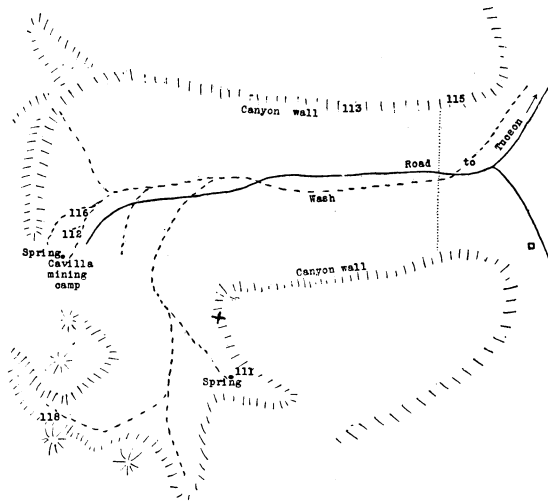 115
Canyon wall 113
Tucson
to
Road
Wash
116
112
Spring
Cavilla
mining
camp
Canyon wall
111
Spring
118